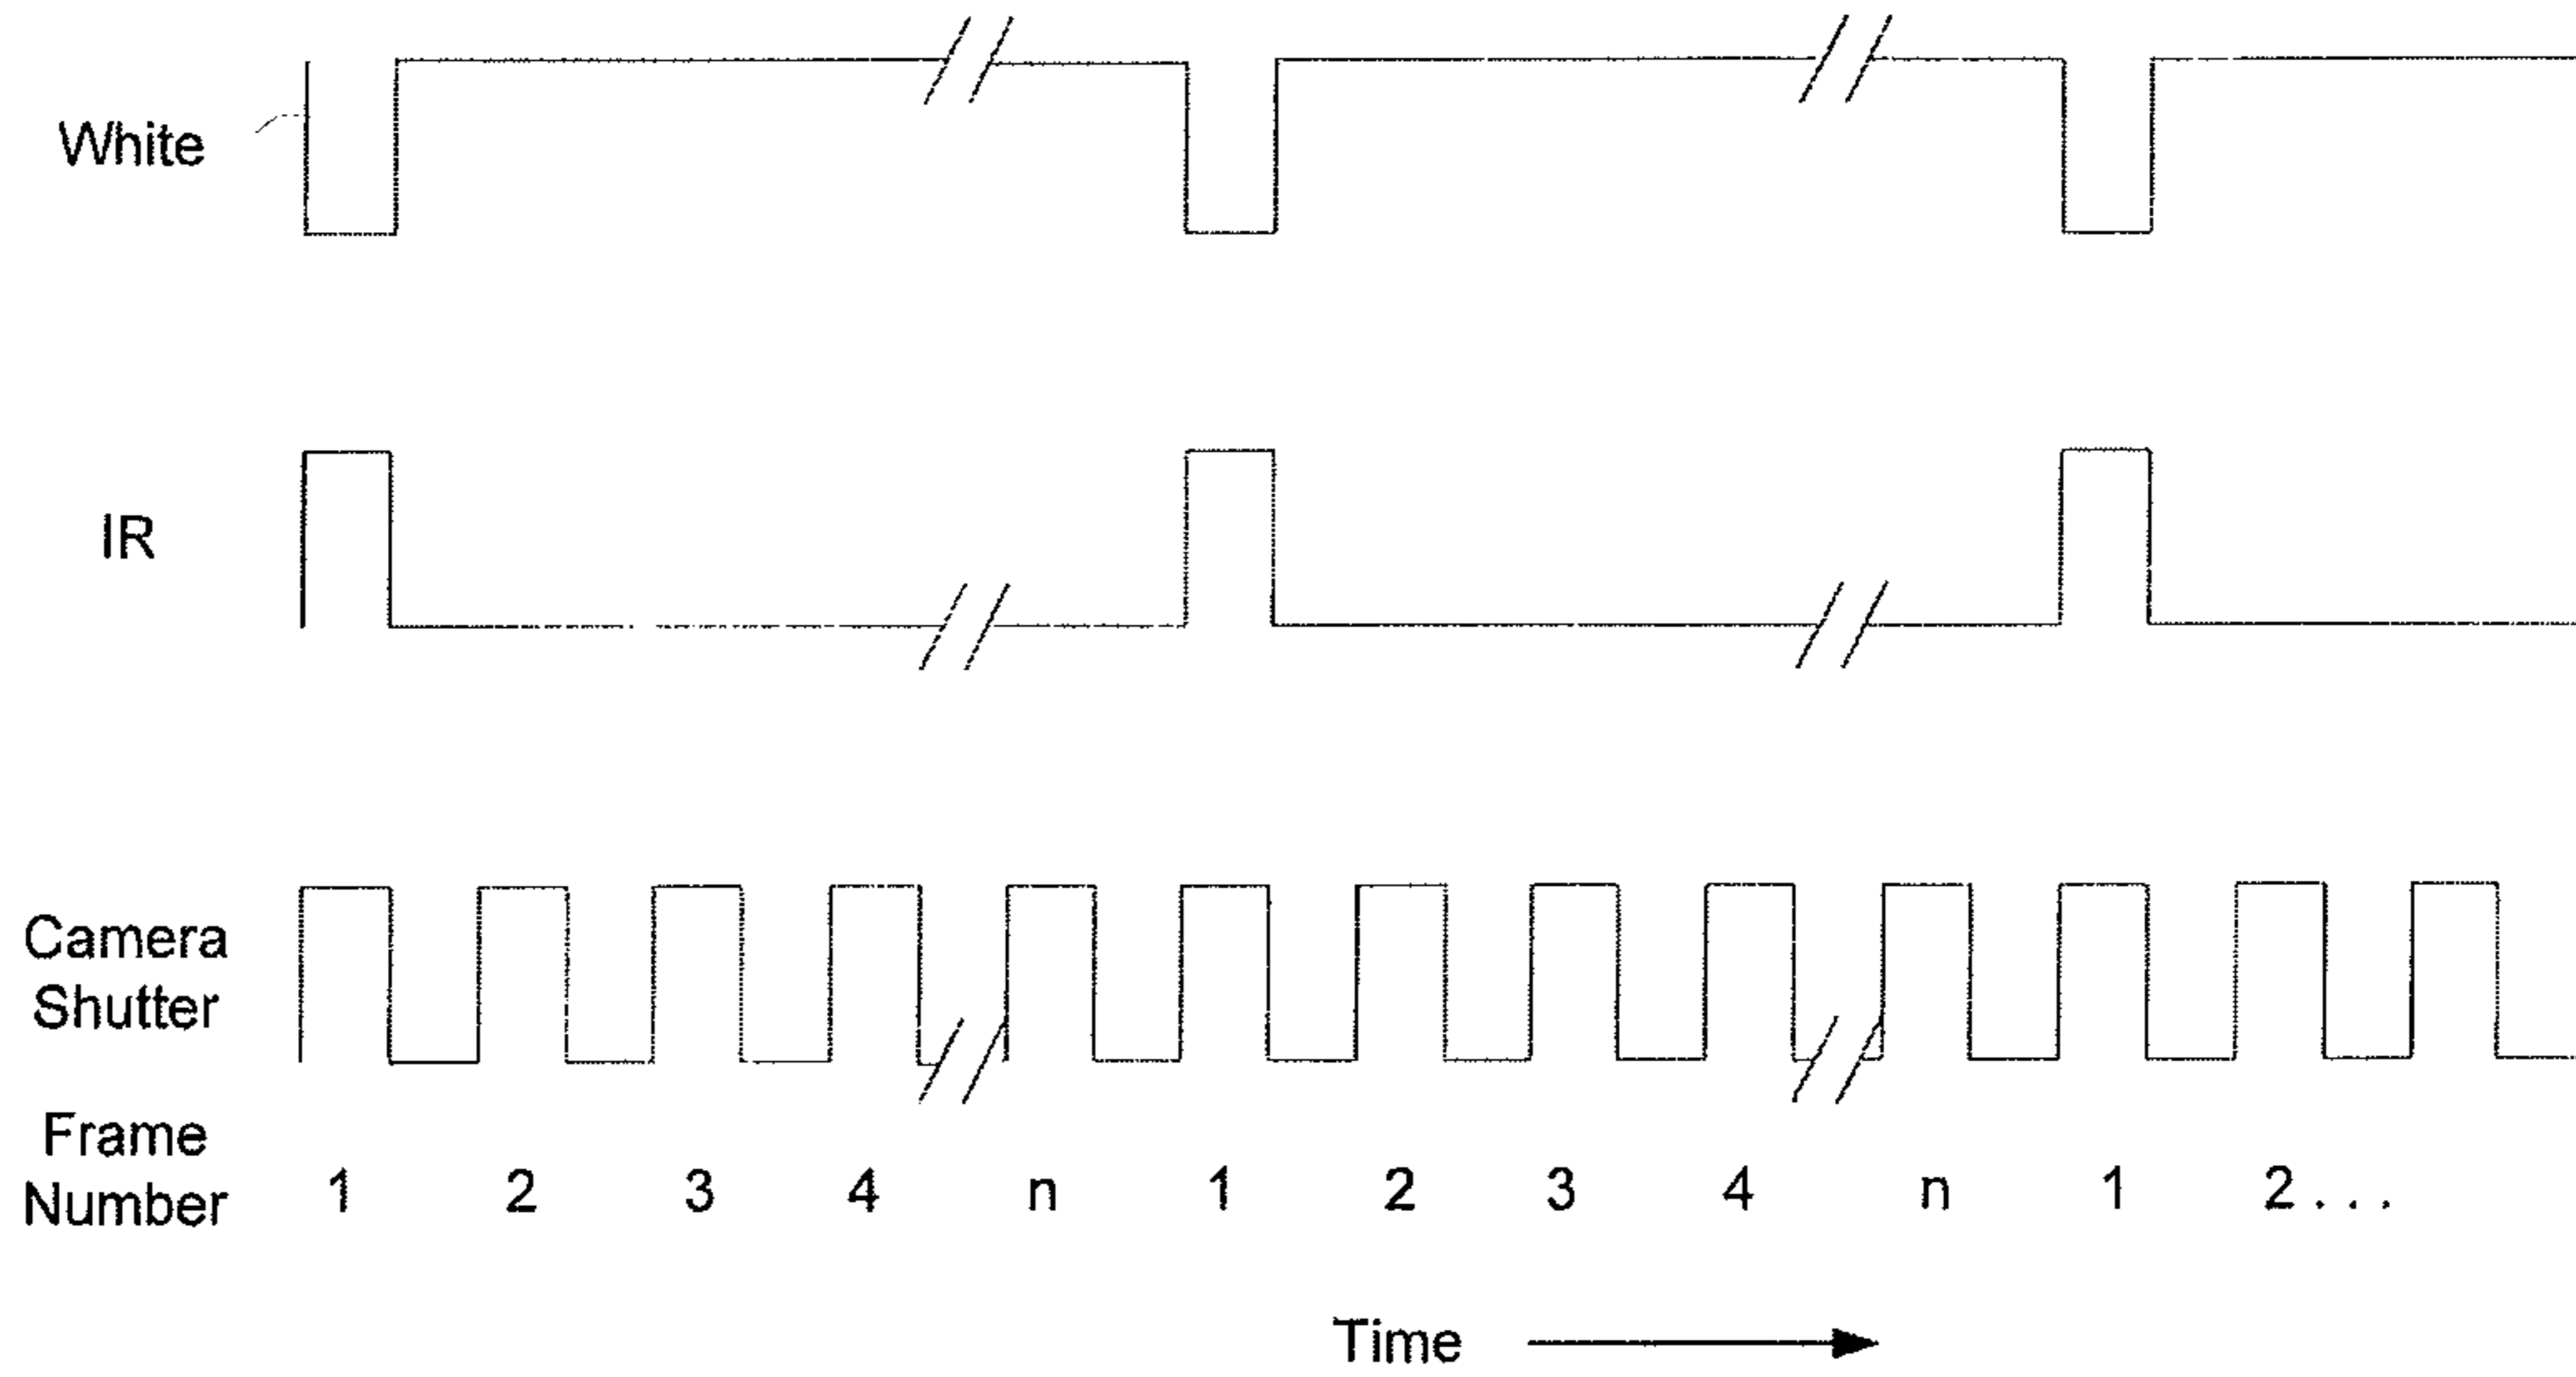 White
IR
Camera
Shutter
Frame
Number
1 2 3 4 n 1 2 3 4 n 1 2 . . .
Time